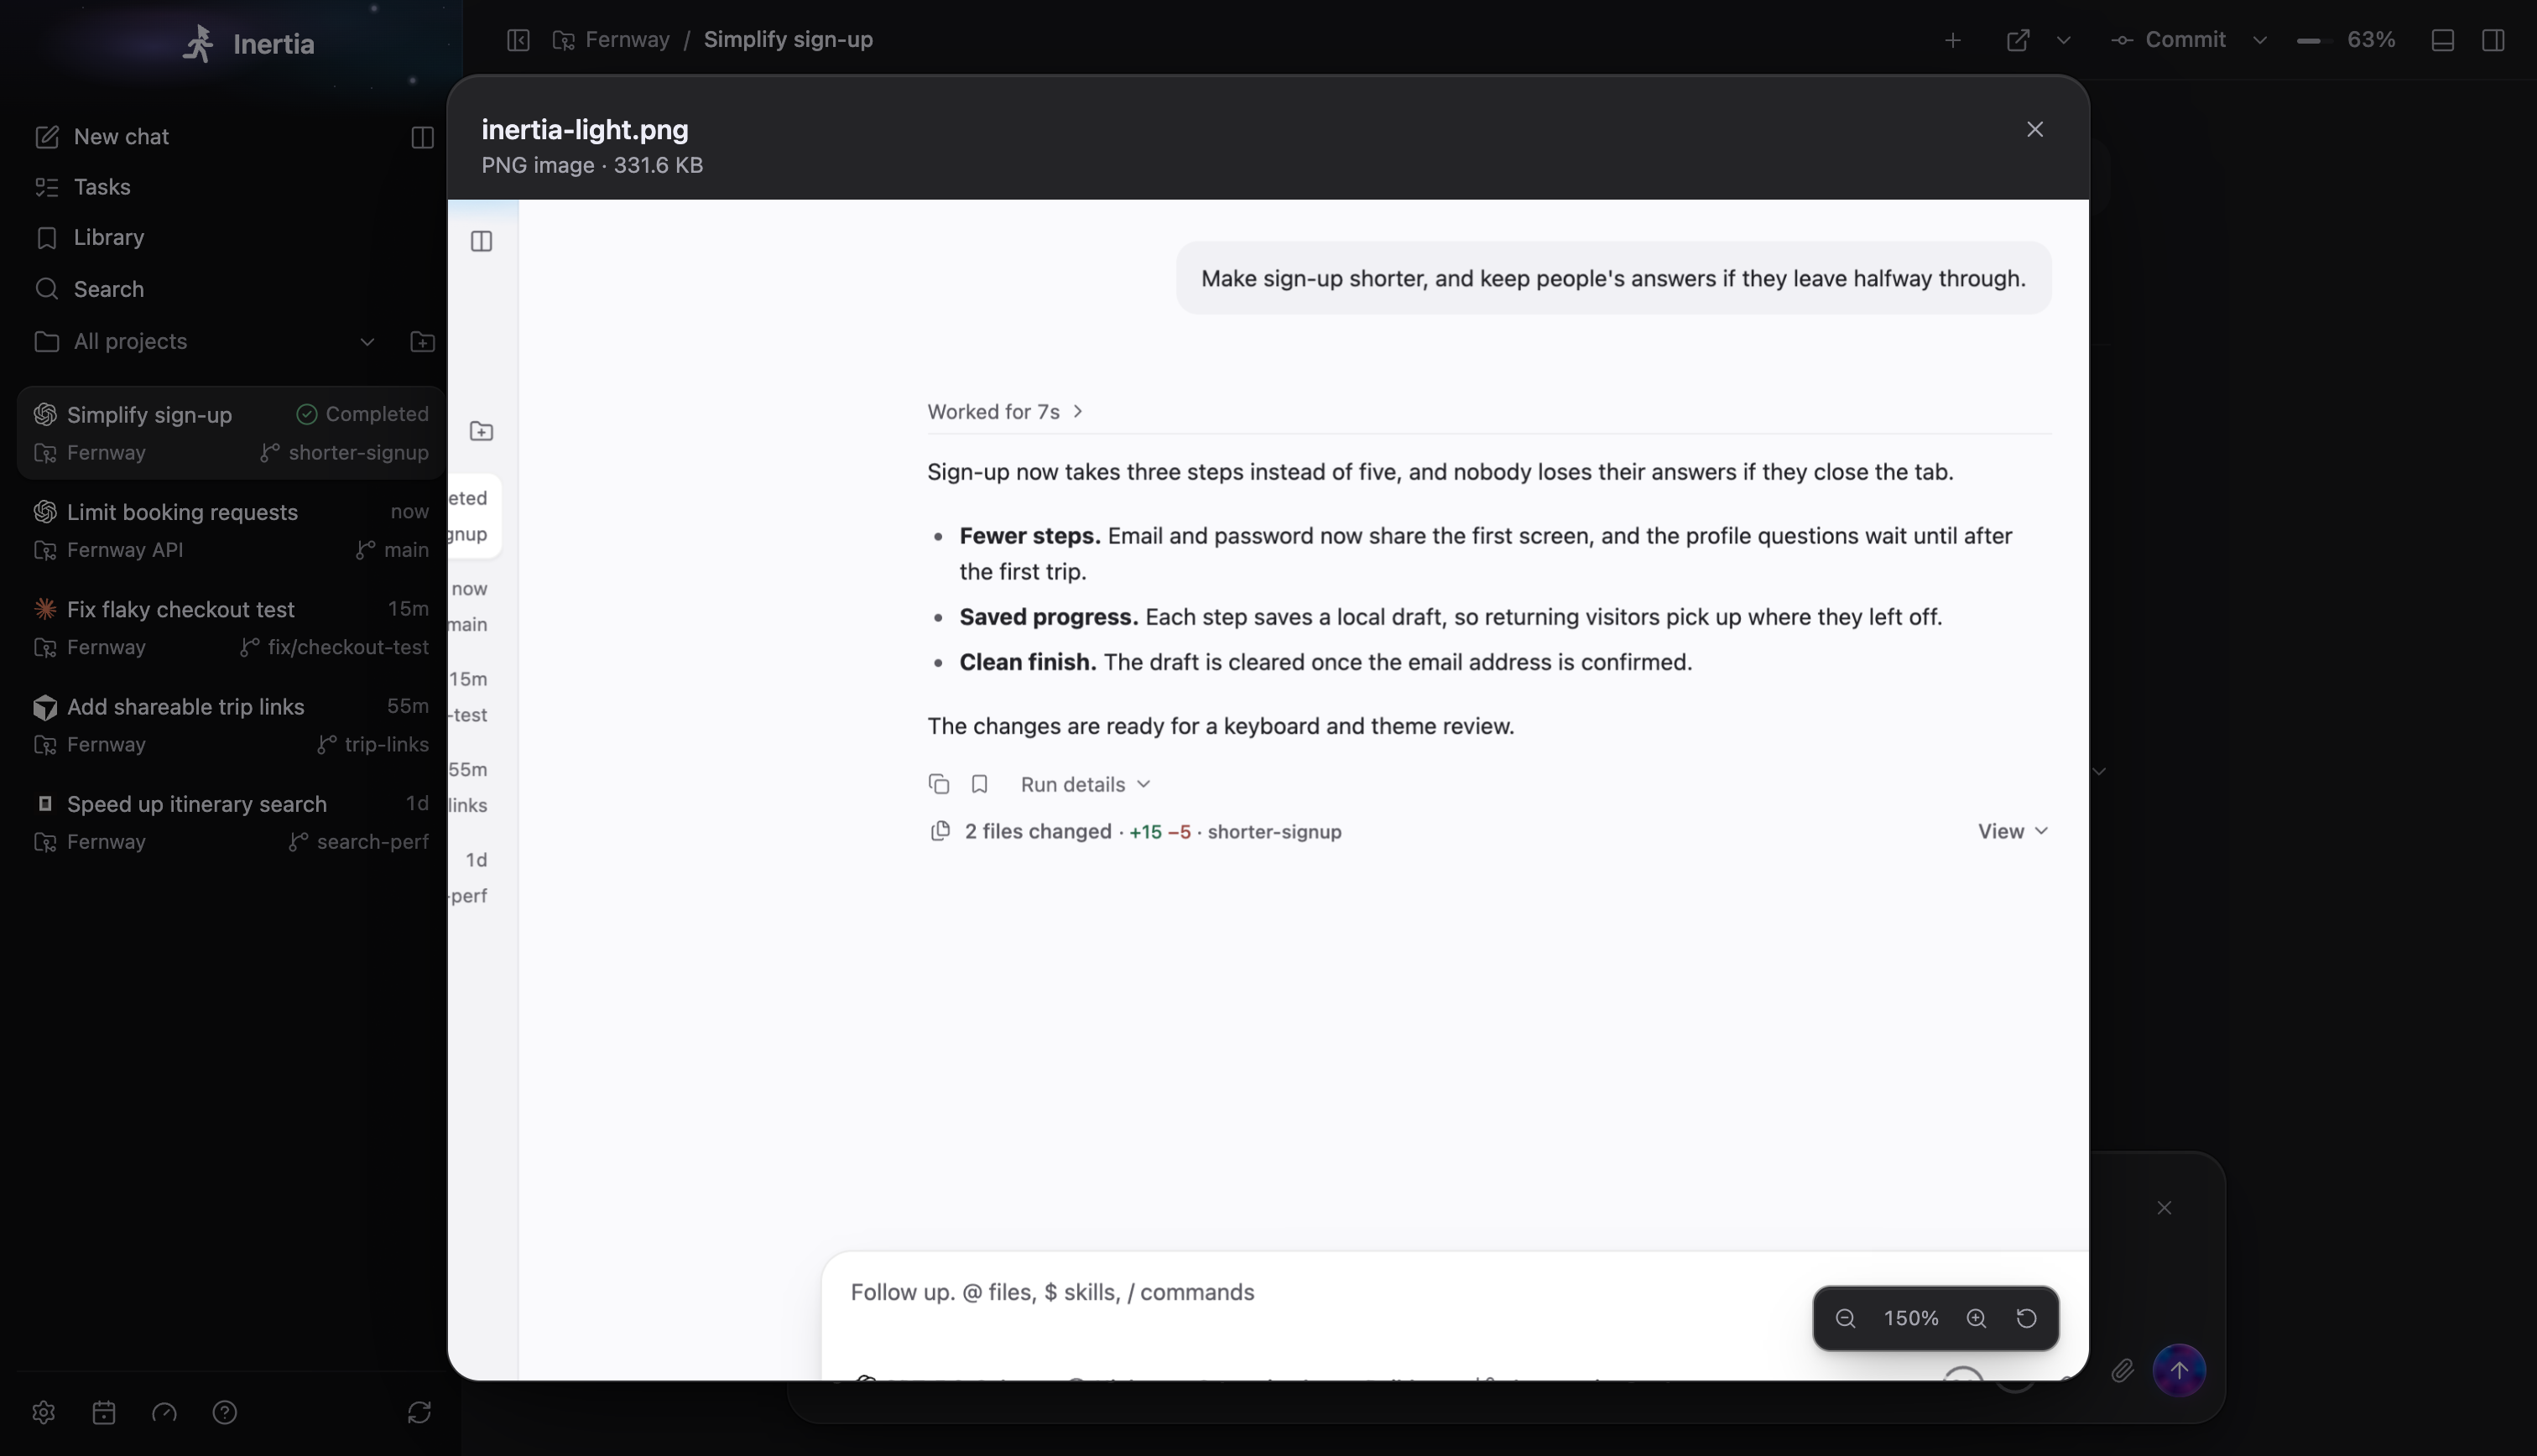 Inertia
Fernway / Simplify sign-up
Commit
63%
New chat
Tasks
Library
Search
All projects
Simplify sign-up
Completed
Fernway
shorter-signup
Limit booking requests
now
Fernway API
main
Fix flaky checkout test
15m
Fernway
fix/checkout-test
Add shareable trip links
55m
Fernway
trip-links
Speed up itinerary search
1d
Fernway
search-perf
inertia-light.png
PNG image · 331.6 KB
eted
gnup
now
main
15m
-test
55m
links
1d
-perf
Make sign-up shorter, and keep people's answers if they leave halfway through.
Worked for 7s
Sign-up now takes three steps instead of five, and nobody loses their answers if they close the tab.
• Fewer steps. Email and password now share the first screen, and the profile questions wait until after
the first trip.
• Saved progress. Each step saves a local draft, so returning visitors pick up where they left off.
• Clean finish. The draft is cleared once the email address is confirmed.
The changes are ready for a keyboard and theme review.
Run details
2 files changed · +15 −5 · shorter-signup
View
Follow up. @ files, $ skills, / commands
150%